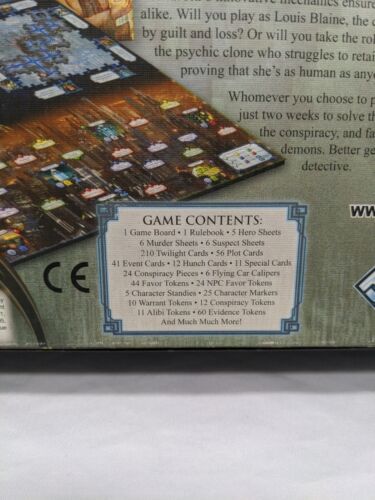 innovative mechanics ensure
alike. Will you play as Louis Blaine, the
by guilt and loss? Or will you take the rol
the psychic clone who struggles to retai
proving that she's as human as any
Whomever you choose to p
just two weeks to solve th
the conspiracy, and fa
demons. Better ge
detective.
www
GAME CONTENTS:
1 Game Board • 1 Rulebook • 5 Hero Sheets
6 Murder Sheets • 6 Suspect Sheets
210 Twilight Cards • 56 Plot Cards
41 Event Cards • 12 Hunch Cards • 11 Special Cards
24 Conspiracy Pieces • 6 Flying Car Calipers
44 Favor Tokens • 24 NPC Favor Tokens
5 Character Standies • 25 Character Markers
10 Warrant Tokens • 12 Conspiracy Tokens
11 Alibi Tokens • 60 Evidence Tokens
And Much Much More!
CE